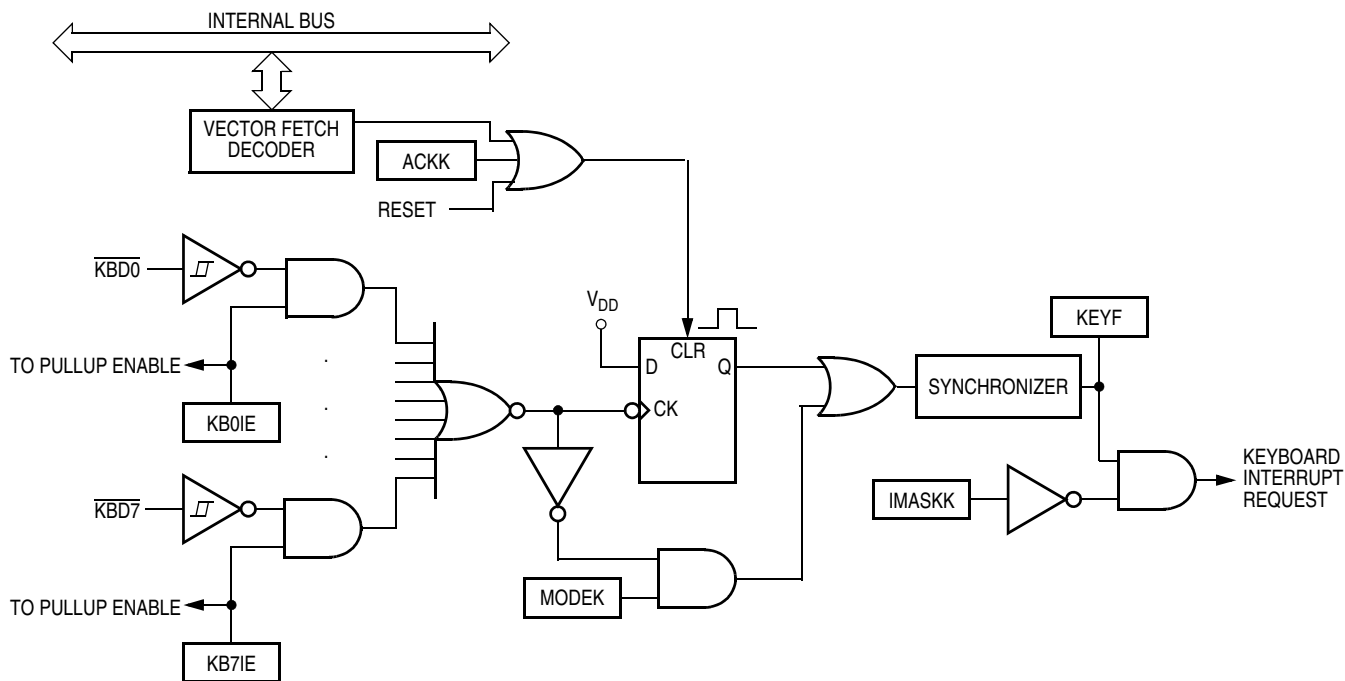 INTERNAL BUS
VECTOR FETCH
DECODER
ACKK
RESET
KBD0
VDD
KEYF
CLR
D
Q
TO PULLUP ENABLE
SYNCHRONIZER
CK
KB0IE
KEYBOARD
INTERRUPT
REQUEST
KBD7
IMASKK
MODEK
TO PULLUP ENABLE
KB7IE